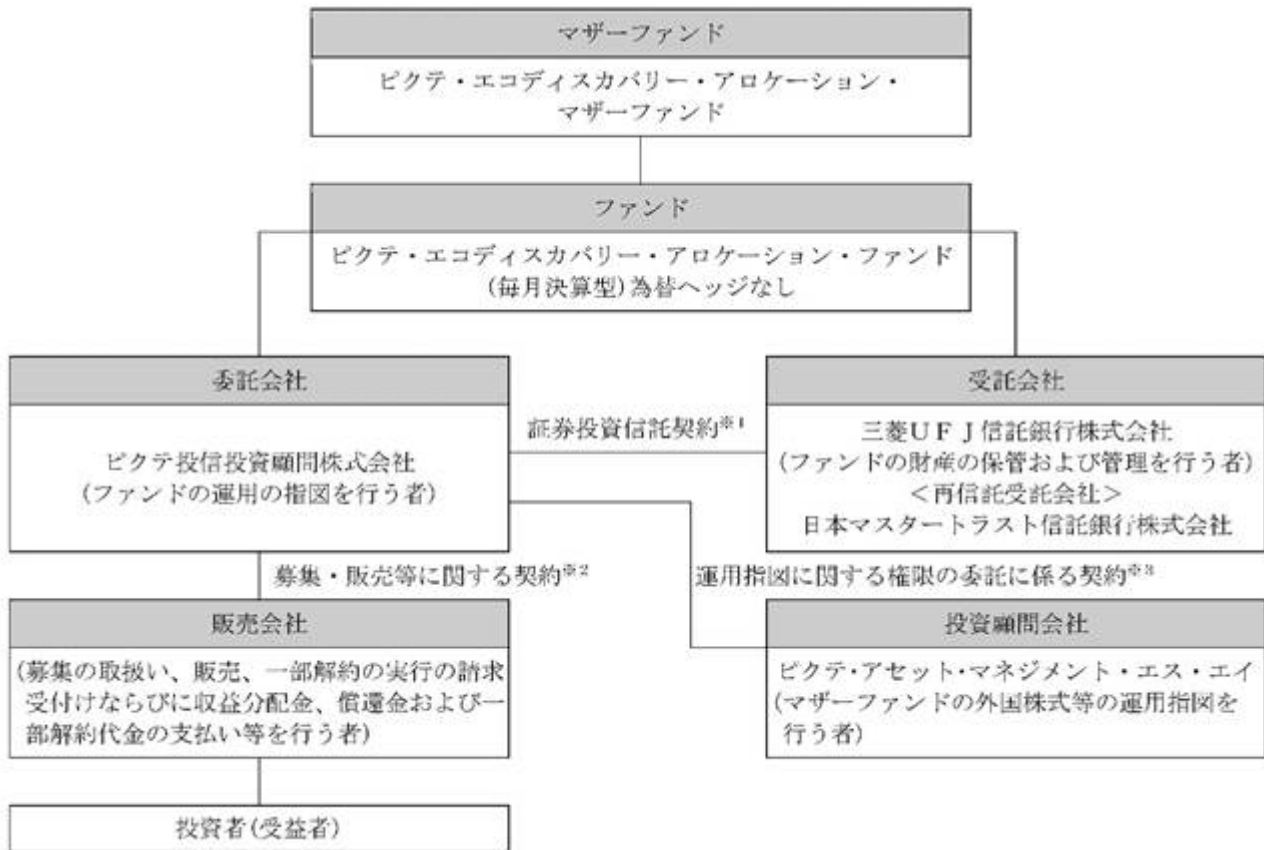 マザーファンド
ピクテ・エコディスカバリー・アロケーション・
マザーファンド
ファンド
ピクテ・エコディスカバリー・アロケーション・ファンド
(毎月決算型)為替ヘッジなし
委託会社
ピクテ投信投資顧問株式会社
(ファンドの運用の指図を行う者)
証券投資信託契約※1
受託会社
三菱UFJ信託銀行株式会社
(ファンドの財産の保管および管理を行う者)
<再信託受託会社>
日本マスタートラスト信託銀行株式会社
募集・販売等に関する契約※2
運用指図に関する権限の委託に係る契約※3
販売会社
(募集の取扱い、販売、一部解約の実行の請求
受付けならびに収益分配金、償還金および一
部解約代金の支払い等を行う者)
投資顧問会社
ピクテ・アセット・マネジメント・エス・エイ
(マザーファンドの外国株式等の運用指図を
行う者)
投資者(受益者)